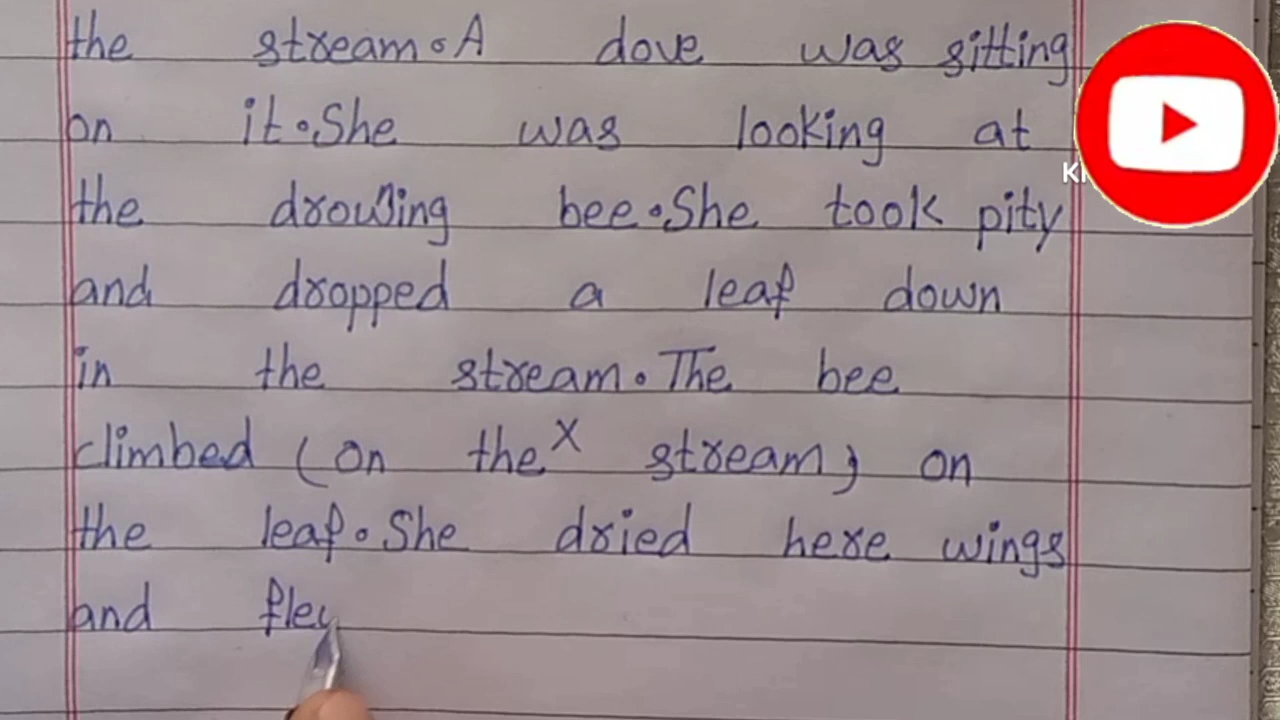 the stream. A dove was sitting
on it. She was looking at
the drowing bee. She took pity
and dropped a leaf down
in the stream. The bee
climbed (on the x stream) on
the leaf. She dried here wings
and flew